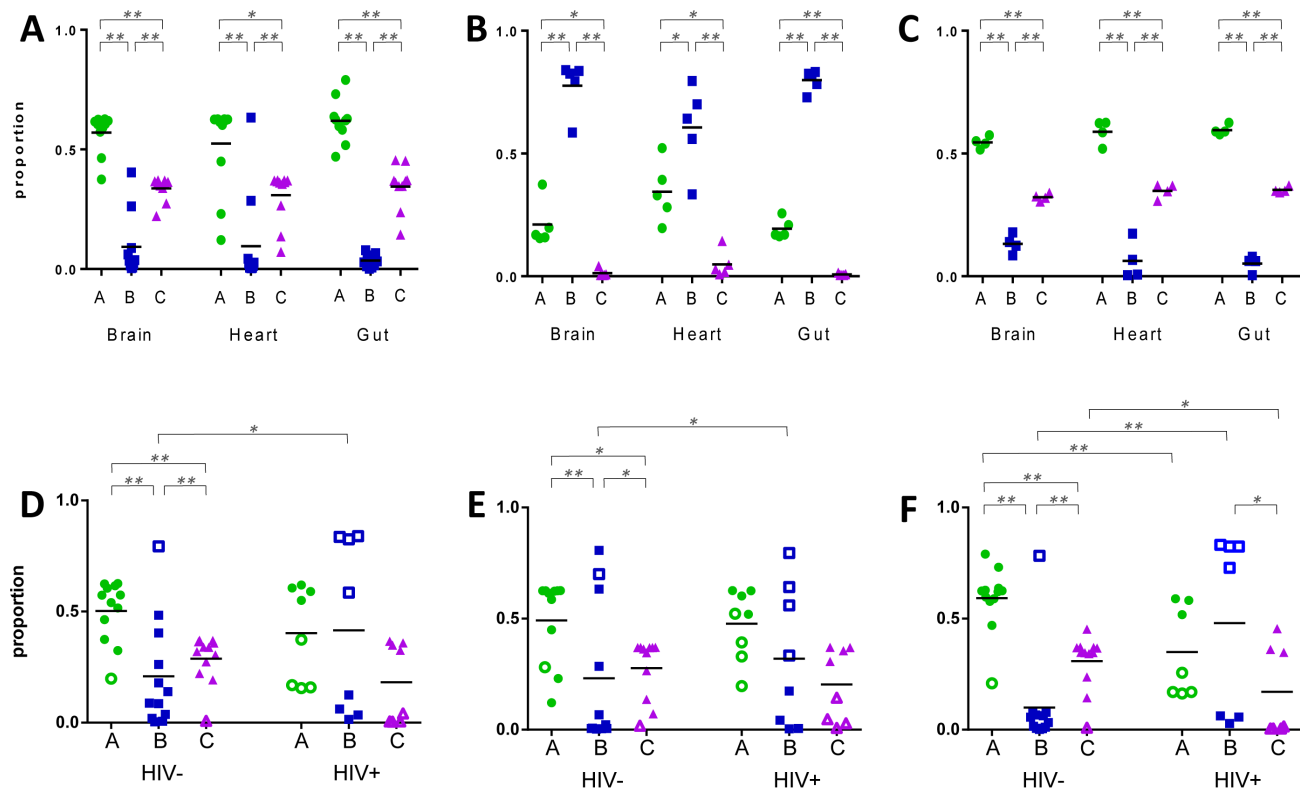 A
B
C
** * ** * * * ** ** **
** ** ** ** ** ** ** ** * ** ** ** ** ** ** ** ** **
1.0 1.0 1.0
proportion
0.5 0.5 0.5
0.0 0.0 0.0
A B C A B C A B C A B C A B C A B C A B C A B C A B C
Brain Heart Gut Brain Heart Gut Brain Heart Gut
D
E
F
* * *
**
**
** * **
** ** ** * ** ** *
1.0 1.0 1.0
proportion
0.5 0.5 0.5
0.0 0.0 0.0
A B C A B C A B C A B C A B C A B C
HIV- HIV+ HIV- HIV+ HIV- HIV+